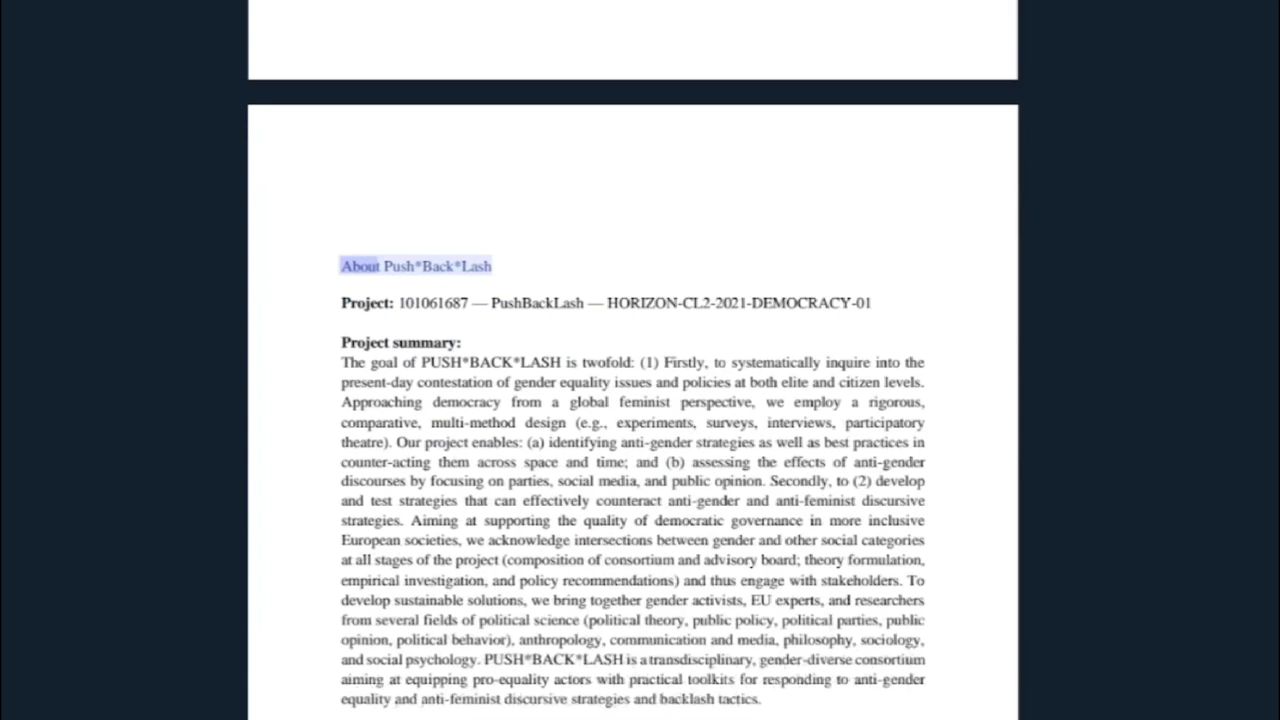 About Push*Back*Lash
Project: 101061687 — PushBackLash — HORIZON-CL2-2021-DEMOCRACY-01
Project summary:
The goal of PUSH*BACK*LASH is twofold: (1) Firstly, to systematically inquire into the
present-day contestation of gender equality issues and policies at both elite and citizen levels.
Approaching democracy from a global feminist perspective, we employ a rigorous,
comparative, multi-method design (e.g., experiments, surveys, interviews, participatory
theatre). Our project enables: (a) identifying anti-gender strategies as well as best practices in
counter-acting them across space and time; and (b) assessing the effects of anti-gender
discourses by focusing on parties, social media, and public opinion. Secondly, to (2) develop
and test strategies that can effectively counteract anti-gender and anti-feminist discursive
strategies. Aiming at supporting the quality of democratic governance in more inclusive
European societies, we acknowledge intersections between gender and other social categories
at all stages of the project (composition of consortium and advisory board; theory formulation,
empirical investigation, and policy recommendations) and thus engage with stakeholders. To
develop sustainable solutions, we bring together gender activists, EU experts, and researchers
from several fields of political science (political theory, public policy, political parties, public
opinion, political behavior), anthropology, communication and media, philosophy, sociology,
and social psychology. PUSH*BACK*LASH is a transdisciplinary, gender-diverse consortium
aiming at equipping pro-equality actors with practical toolkits for responding to anti-gender
equality and anti-feminist discursive strategies and backlash tactics.